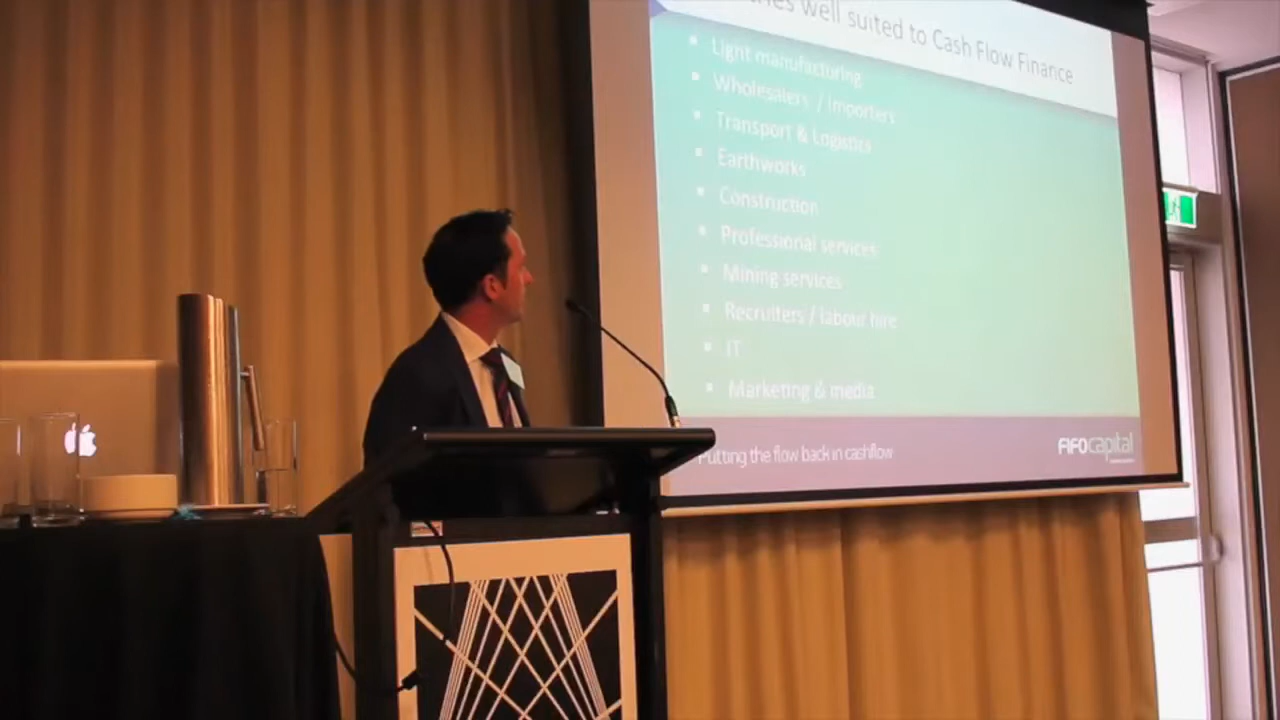 well suited to Cash Flow Finance
Light manufacturing
Wholesalers / importers
Transport & Logistics
Earthworks
Construction
Professional services
Mining services
Recruiters / labour hire
IT
Marketing & media
Putting the flow back in cashflow
FIFOcapital